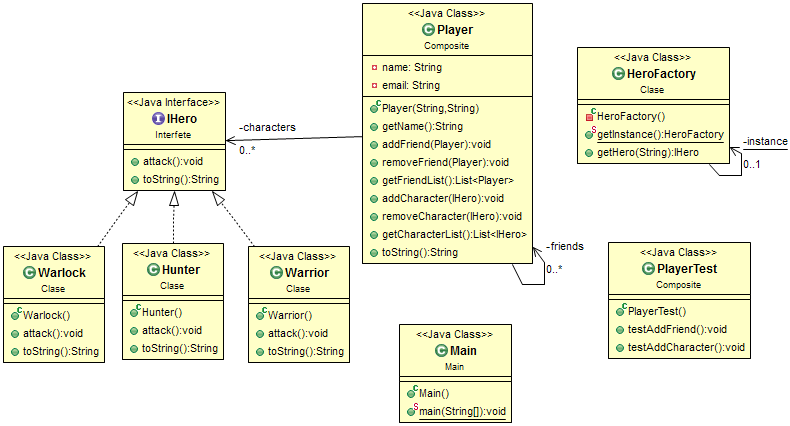 <<Java Class>>
Player
Composite
name: String
email: String
Player(String,String)
getName():String
addFriend(Player):void
removeFriend(Player):void
getFriendList():List<Player>
addCharacter(IHero):void
removeCharacter(IHero):void
getCharacterList():List<IHero>
toString():String
<<Java Class>>
HeroFactory
Clase
HeroFactory()
getInstance():HeroFactory
getHero(String):IHero
-instance
0..1
<<Java Interface>>
IHero
Interfete
attack():void
toString():String
-characters
0..*
-friends
0..*
<<Java Class>>
Warlock
Clase
Warlock()
attack():void
toString():String
<<Java Class>>
Hunter
Clase
Hunter()
attack():void
toString():String
<<Java Class>>
Warrior
Clase
Warrior()
attack():void
toString():String
<<Java Class>>
PlayerTest
Composite
PlayerTest()
testAddFriend():void
testAddCharacter():void
<<Java Class>>
Main
Main
Main()
main(String[]):void